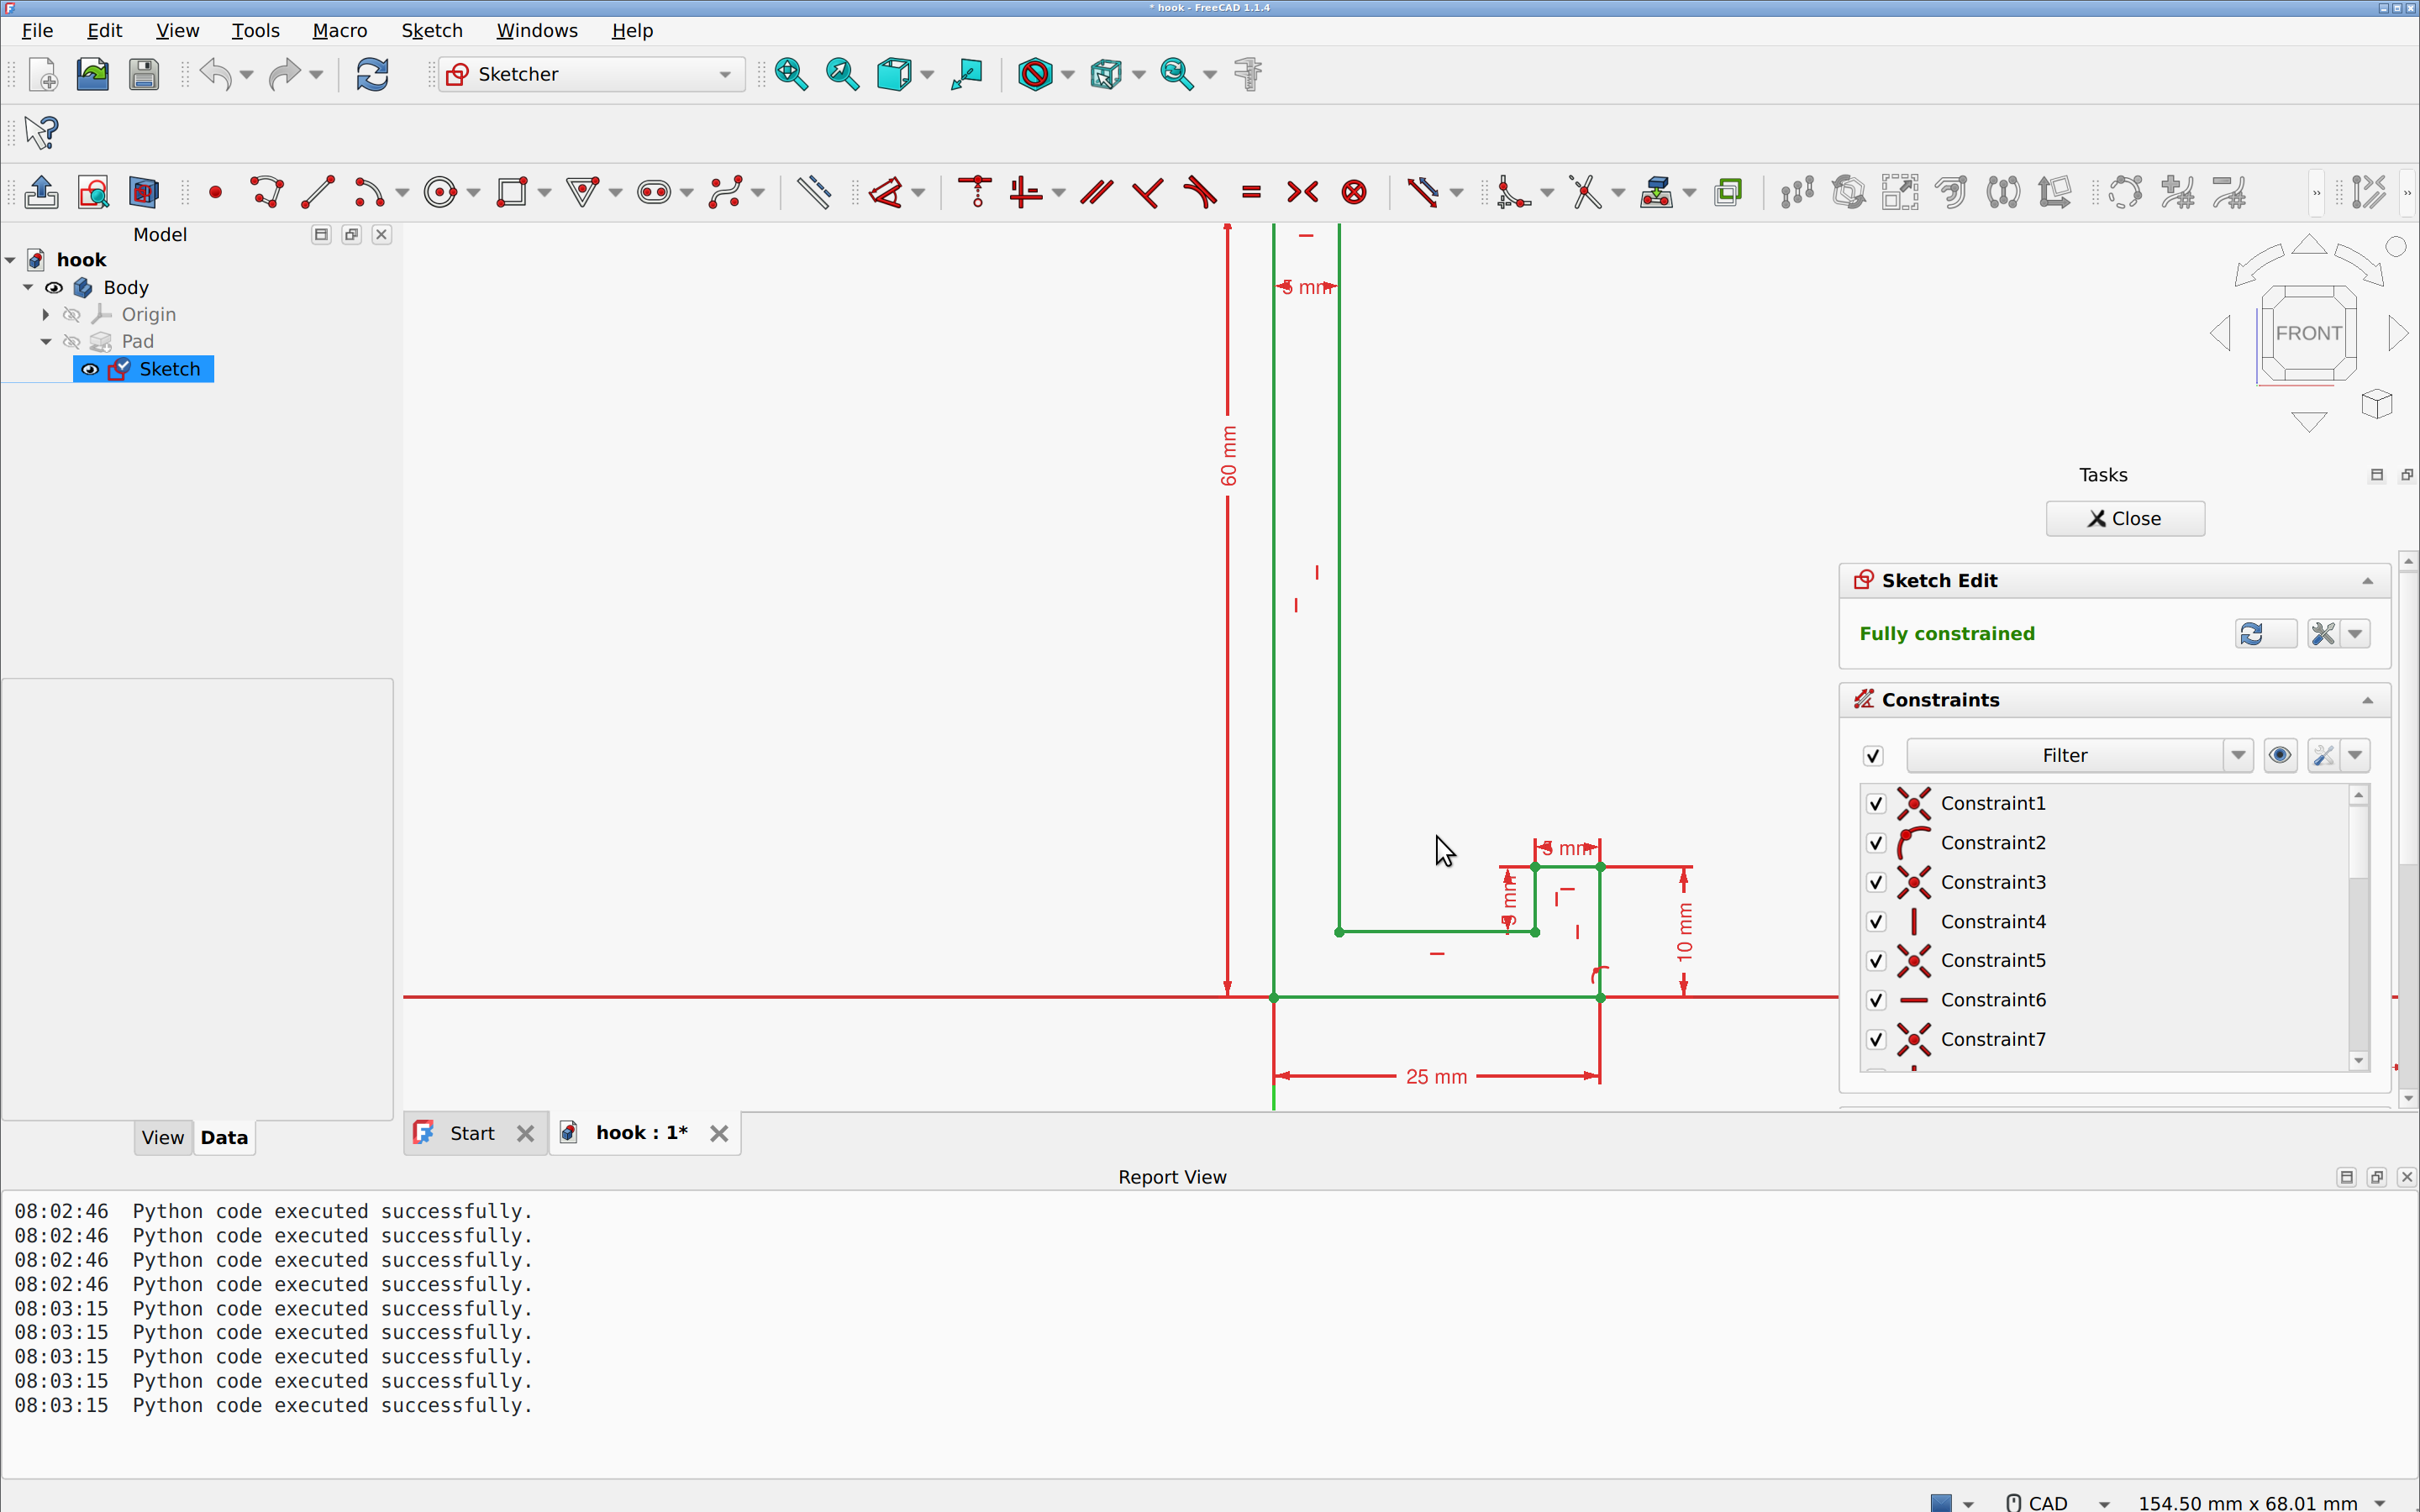 * hook - FreeCAD 1.1.4
File Edit View Tools Macro Sketch Windows Help
Sketcher
Model
hook
Body
Origin
Pad
Sketch
60 mm
5 mm
5 mm
5 mm
10 mm
25 mm
FRONT
Tasks
Close
Sketch Edit
Fully constrained
Constraints
Filter
Constraint1
Constraint2
Constraint3
Constraint4
Constraint5
Constraint6
Constraint7
View Data
Start
hook : 1*
Report View
08:02:46 Python code executed successfully.
08:02:46 Python code executed successfully.
08:02:46 Python code executed successfully.
08:02:46 Python code executed successfully.
08:03:15 Python code executed successfully.
08:03:15 Python code executed successfully.
08:03:15 Python code executed successfully.
08:03:15 Python code executed successfully.
08:03:15 Python code executed successfully.
CAD
154.50 mm x 68.01 mm